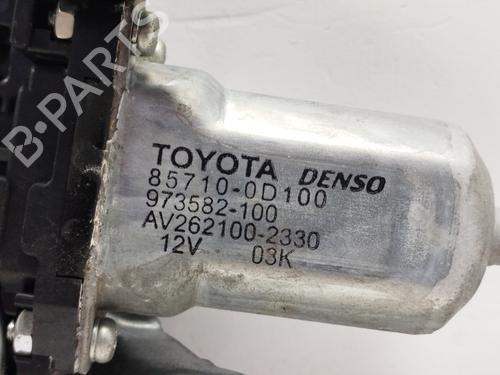 B-PARTS
TOYOTA DENSO
85710-0D100
973582-100
AV262100-2330
12V 03K